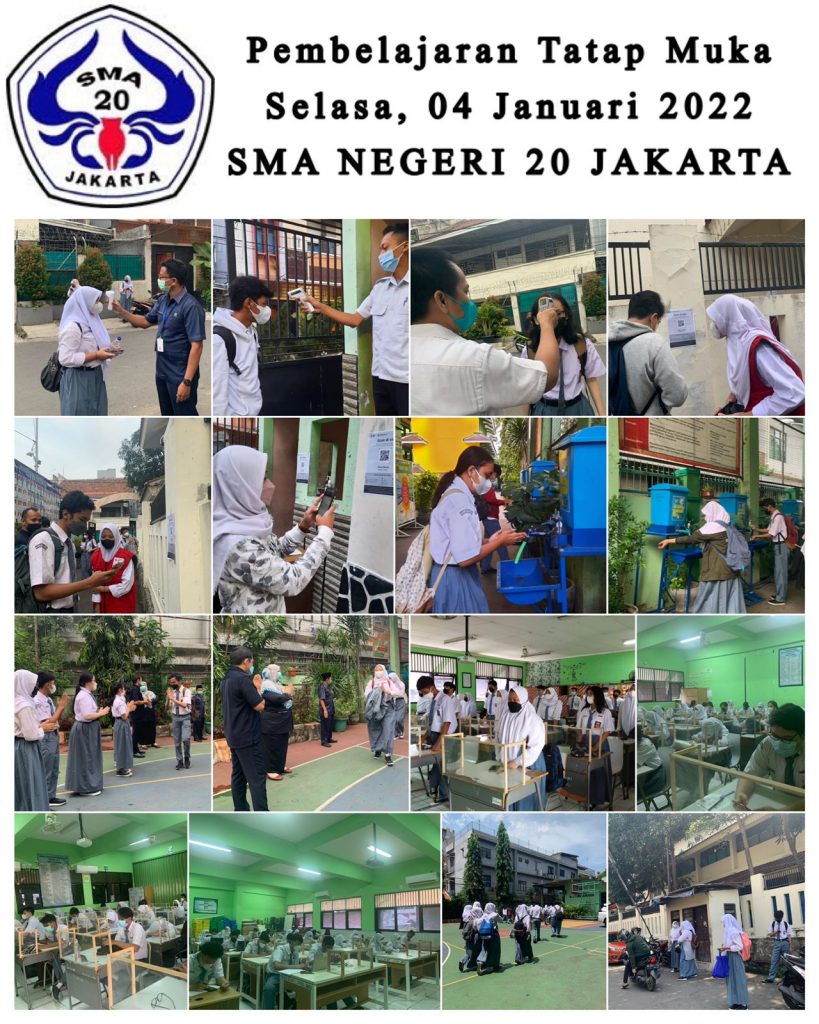 SMA
20
JAKARTA
Pembelajaran Tatap Muka
Selasa, 04 Januari 2022
SMA NEGERI 20 JAKARTA